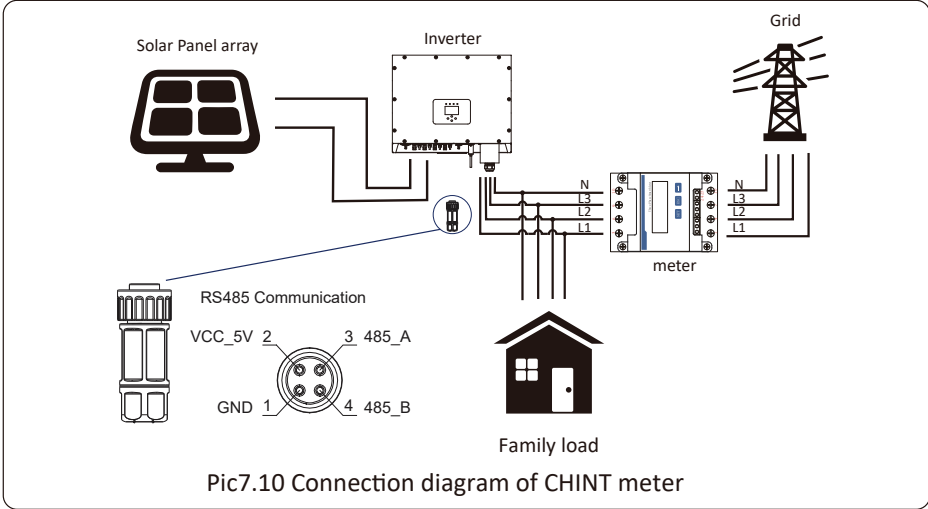 Solar Panel array
Inverter
Grid
N
L3
L2
L1
N
L3
L2
L1
meter
RS485 Communication
VCC_5V 2
3 485_A
GND 1
4 485_B
Family load
Pic7.10 Connection diagram of CHINT meter